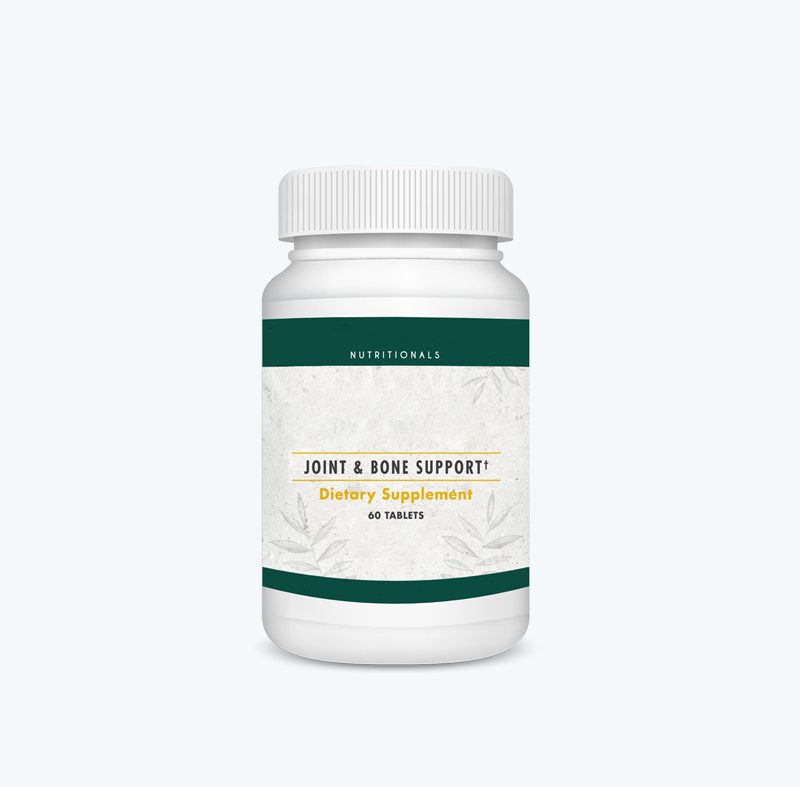 NUTRITIONALS
JOINT & BONE SUPPORT†
Dietary Supplement
60 TABLETS